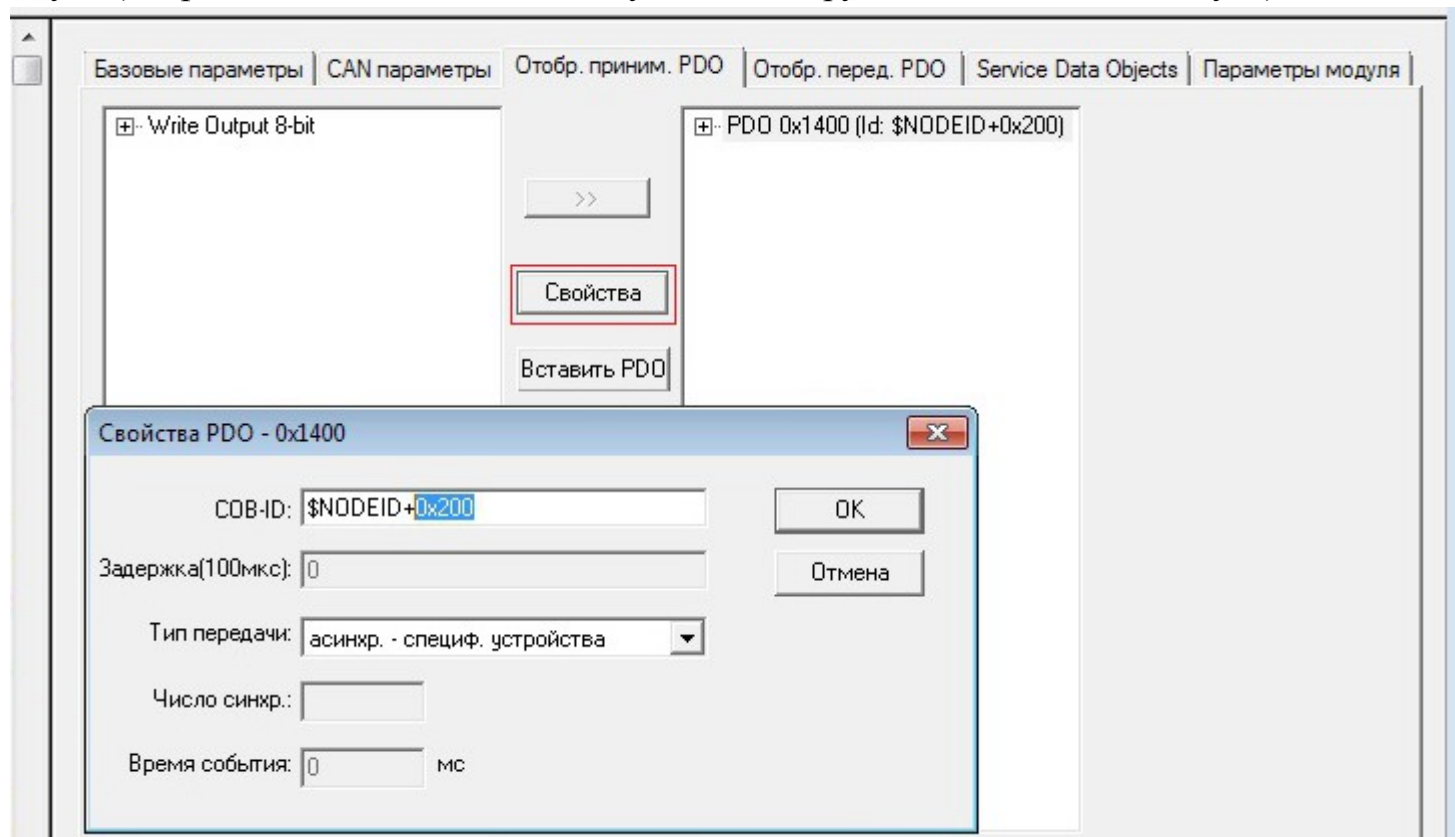 Базовые параметры CAN параметры Отобр. приним. PDO Отобр. перед. PDO Service Data Objects Параметры модуля
Write Output 8-bit
PDO 0x1400 (Id: $NODEID+0x200)
>>
Свойства
Вставить PDO
Свойства PDO - 0x1400
COB-ID: $NODEID+0x200
OK
Задержка(100мкс): 0
Отмена
Тип передачи: асинхр. - специф. устройства
Число синхр.:
Время события: 0 мс